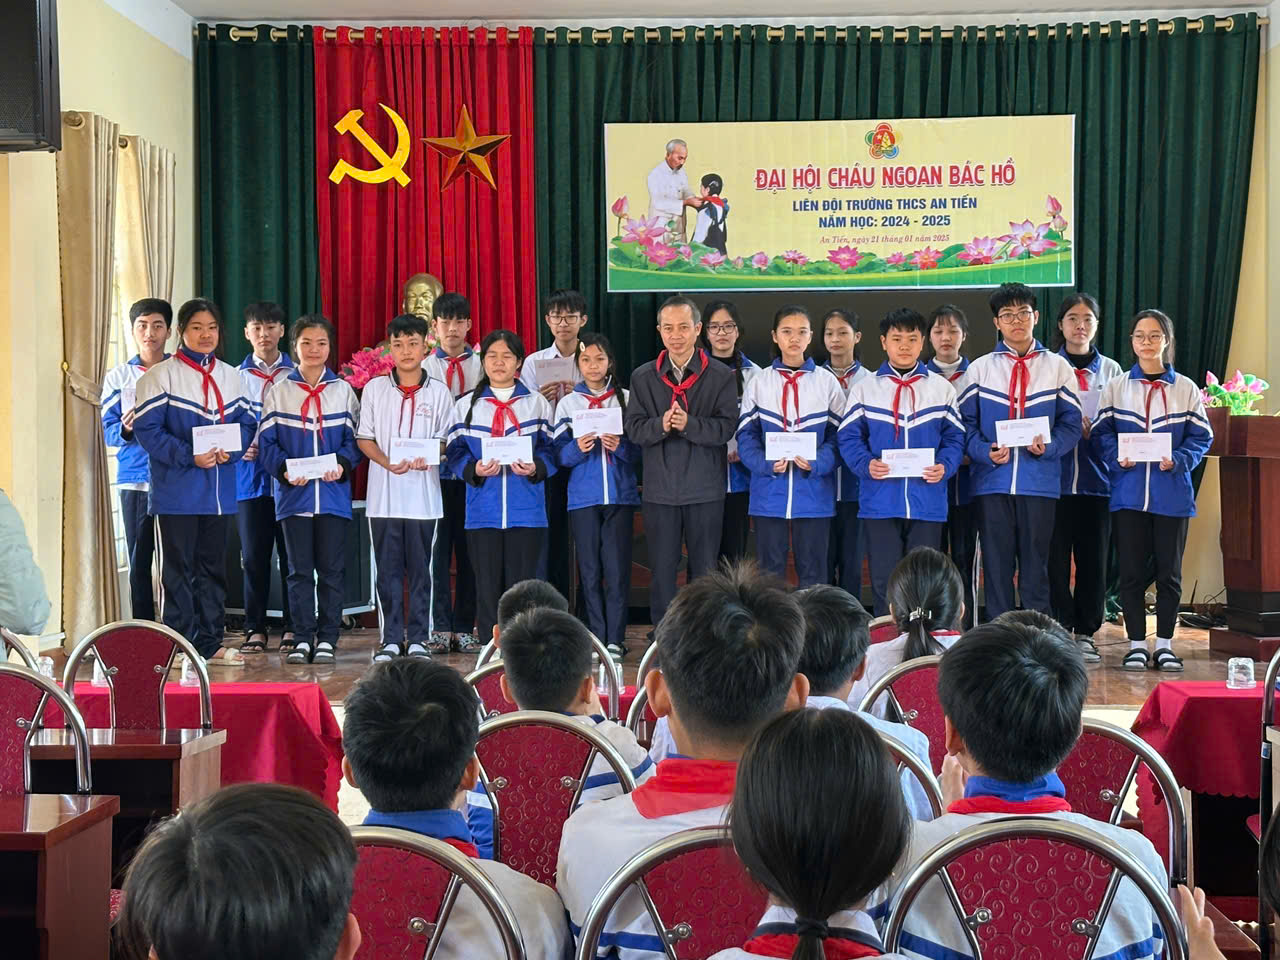 ĐẠI HỘI CHÁU NGOAN BÁC HỒ
LIÊN ĐỘI TRƯỜNG THCS AN TIẾN
NĂM HỌC: 2024 - 2025
An Tiến, ngày 21 tháng 01 năm 2025